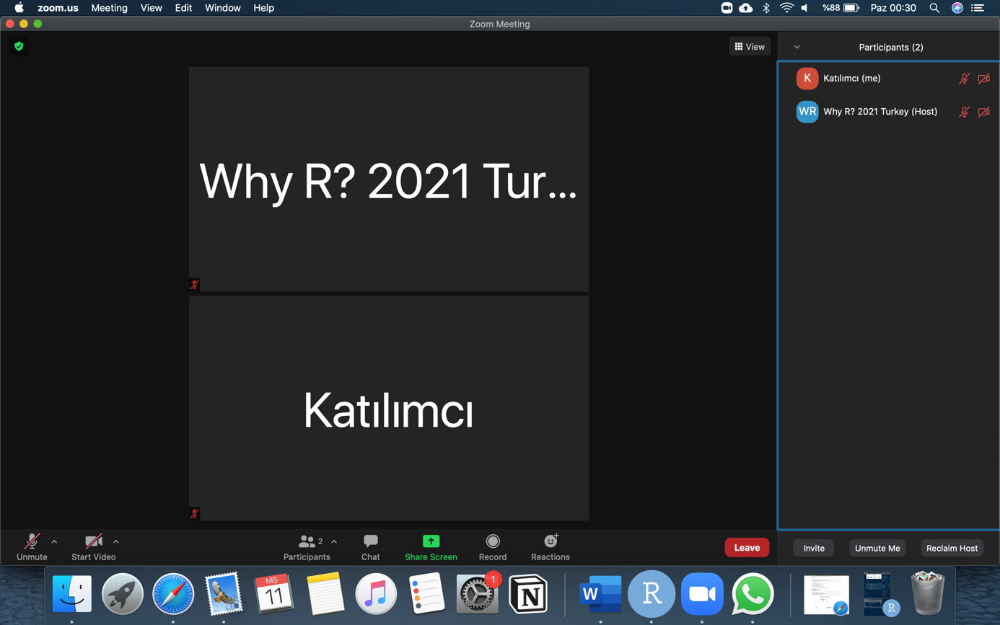 zoom.us Meeting View Edit Window Help %88 Paz 00:30
Zoom Meeting
View
Participants (2)
K Katılımcı (me)
WR Why R? 2021 Turkey (Host)
Why R? 2021 Tur...
Katılımcı
Unmute Start Video Participants 2 Chat Share Screen Record Reactions Leave Invite Unmute Me Reclaim Host
NIS
11
1
N
W
R
R